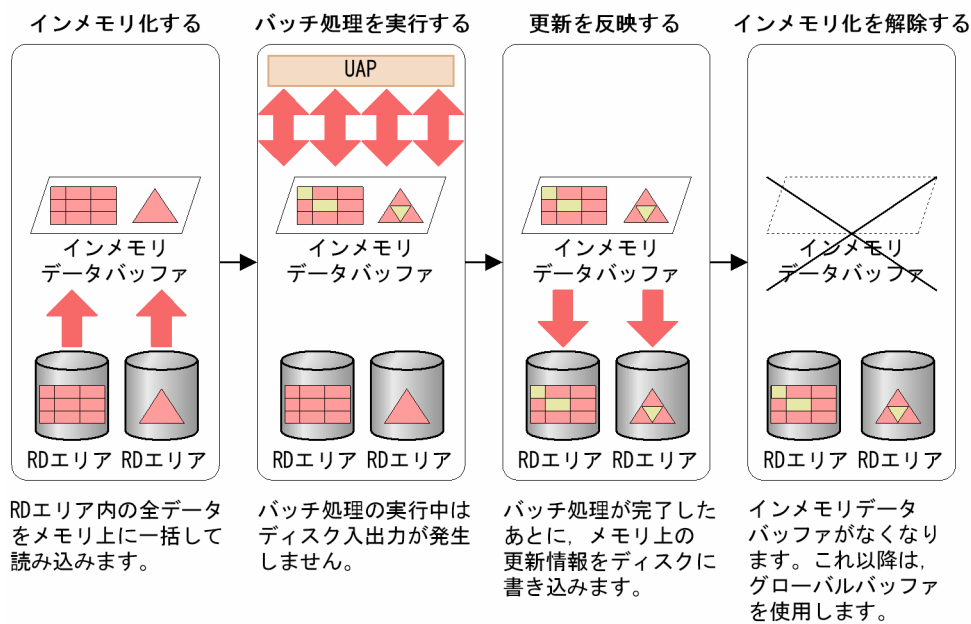 インメモリ化する
インメモリ
データバッファ
RDエリア RDエリア
RDエリア内の全データ
をメモリ上に一括して
読み込みます。
バッチ処理を実行する
UAP
インメモリ
データバッファ
RDエリア RDエリア
バッチ処理の実行中は
ディスク入出力が発生
しません。
更新を反映する
インメモリ
データバッファ
RDエリア RDエリア
バッチ処理が完了した
あとに,メモリ上の
更新情報をディスクに
書き込みます。
インメモリ化を解除する
インメモリ
データバッファ
RDエリア RDエリア
インメモリデータ
バッファがなくなり
ます。これ以降は,
グローバルバッファ
を使用します。